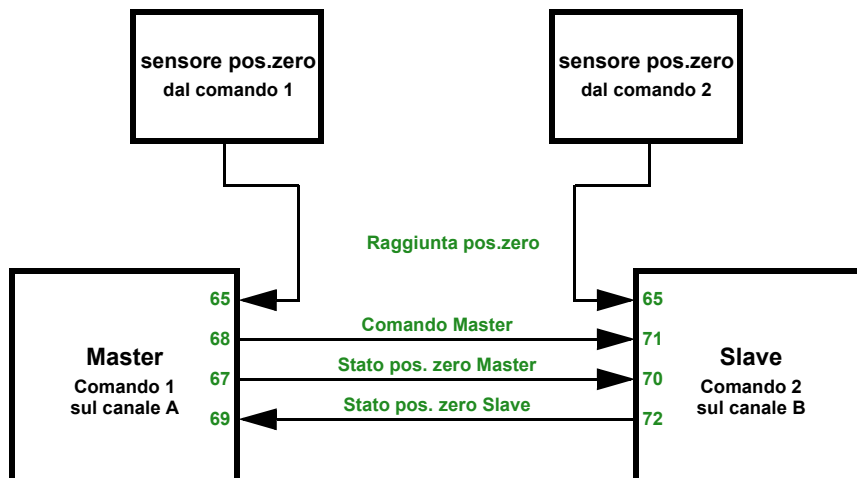 sensore pos.zero
dal comando 1
sensore pos.zero
dal comando 2
Raggiunta pos.zero
65
65
68
Comando Master
71
Master
Comando 1
sul canale A
67
Stato pos. zero Master
70
Slave
Comando 2
sul canale B
69
Stato pos. zero Slave
72